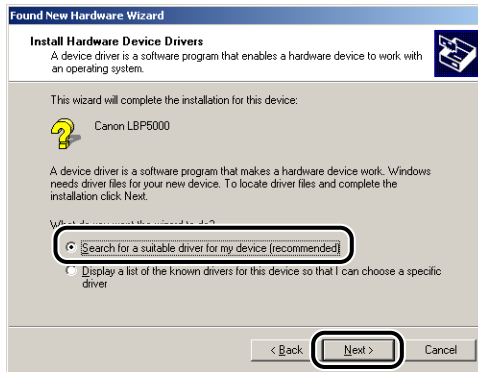 Found New Hardware Wizard
Install Hardware Device Drivers
A device driver is a software program that enables a hardware device to work with
an operating system.
This wizard will complete the installation for this device:
Canon LBP5000
A device driver is a software program that makes a hardware device work. Windows
needs driver files for your new device. To locate driver files and complete the
installation click Next.
What do you want the wizard to do?
Search for a suitable driver for my device (recommended)
Display a list of the known drivers for this device so that I can choose a specific
driver
< Back
Next >
Cancel